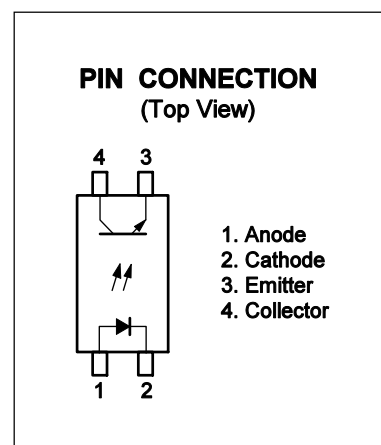 PIN CONNECTION
(Top View)
4 3
1. Anode
2. Cathode
3. Emitter
4. Collector
1 2